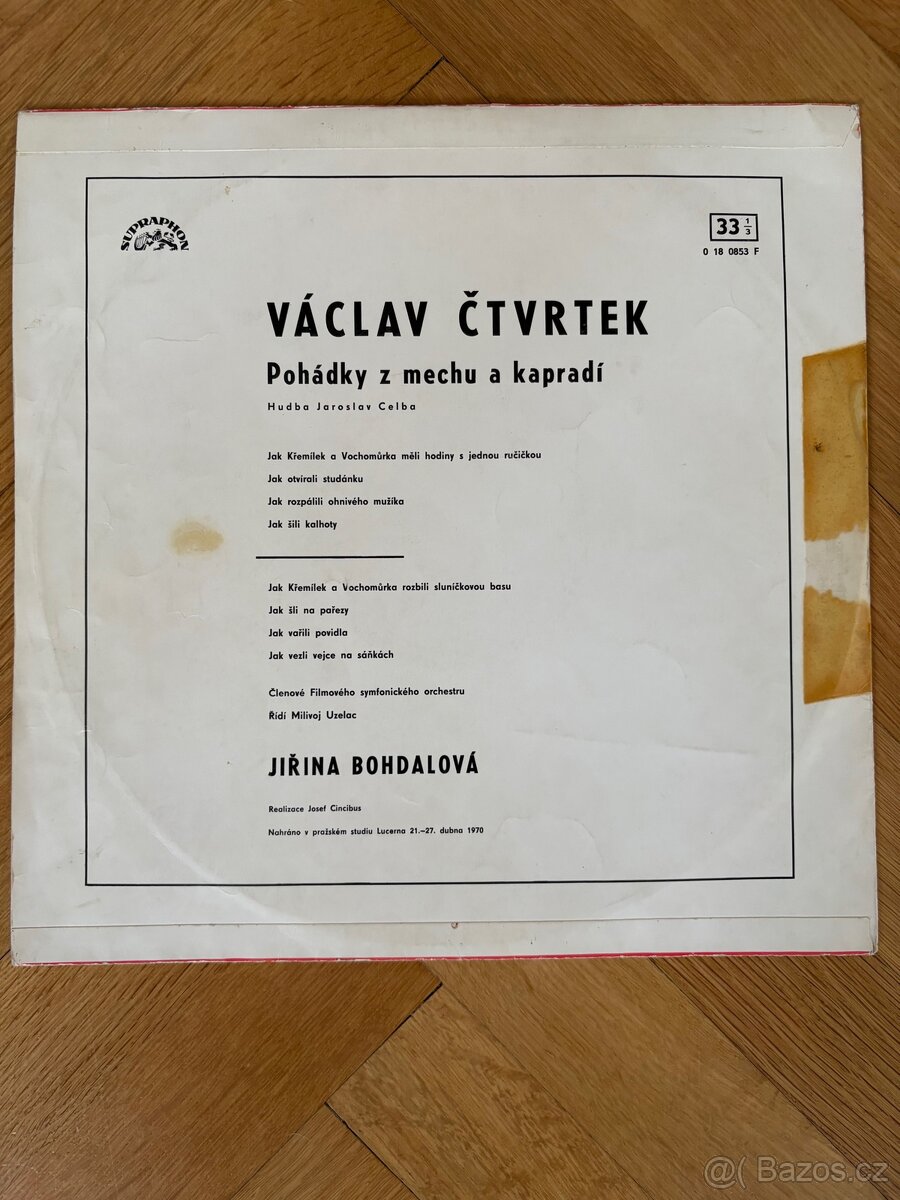 SUPRAPHON
33 1/3
0 18 0853 F
VÁCLAV ČTVRTEK
Pohádky z mechu a kapradí
Hudba Jaroslav Celba
Jak Křemílek a Vochomůrka měli hodiny s jednou ručičkou
Jak otvírali studánku
Jak rozpálili ohnivého mužíka
Jak šili kalhoty
Jak Křemílek a Vochomůrka rozbili sluníčkovou basu
Jak šli na pařezy
Jak vařili povidla
Jak vezli vejce na sáňkách
Členové Filmového symfonického orchestru
Řídí Milivoj Uzelac
JIŘINA BOHDALOVÁ
Realizace Josef Cincibus
Nahráno v pražském studiu Lucerna 21.–27. dubna 1970
@( Bazos.cz